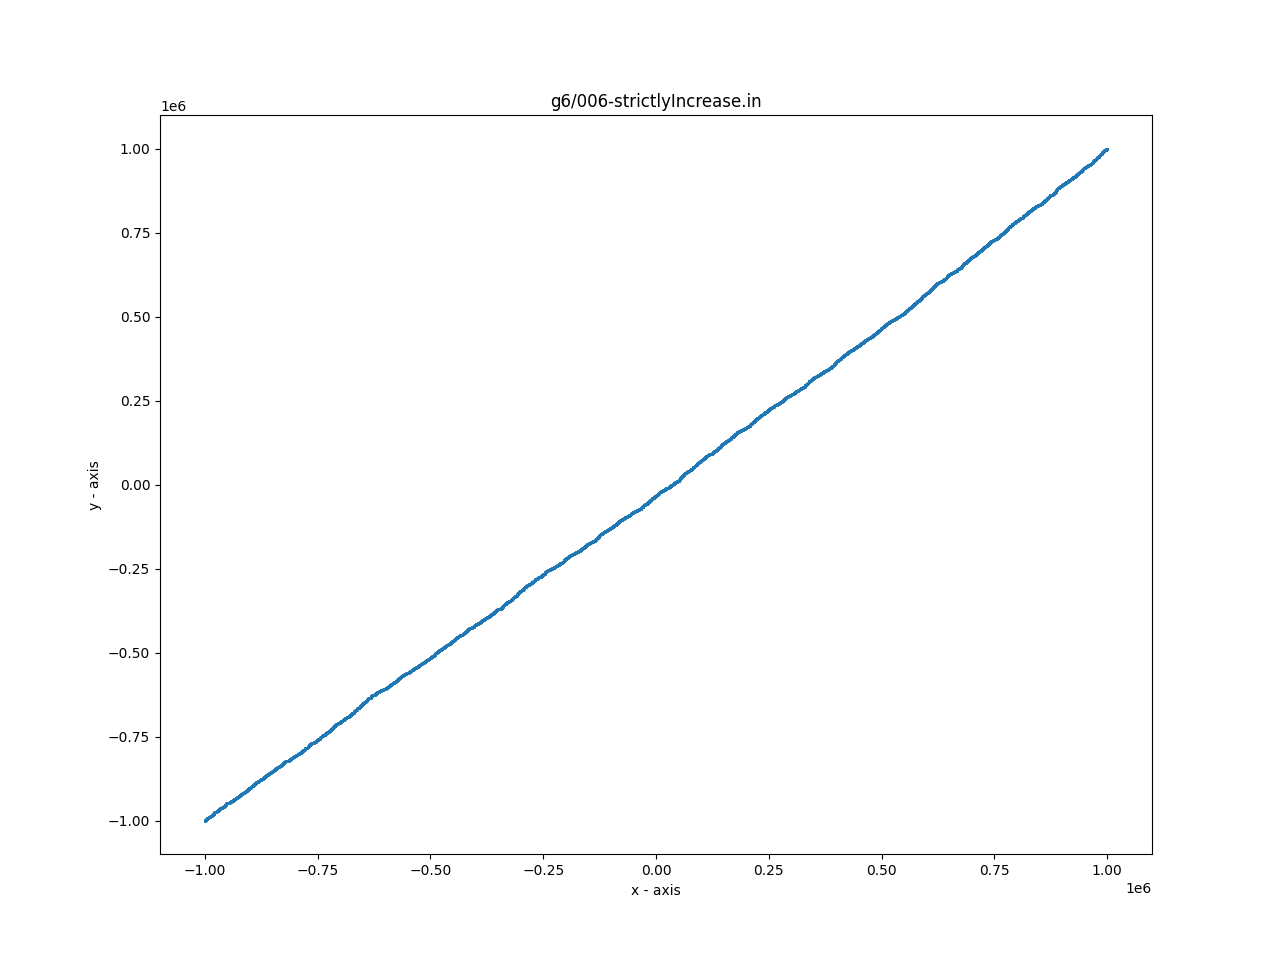 g6/006-strictlyIncrease.in
1e6
1.00
0.75
0.50
0.25
0.00
−0.25
−0.50
−0.75
−1.00
y - axis
−1.00 −0.75 −0.50 −0.25 0.00 0.25 0.50 0.75 1.00
x - axis
1e6